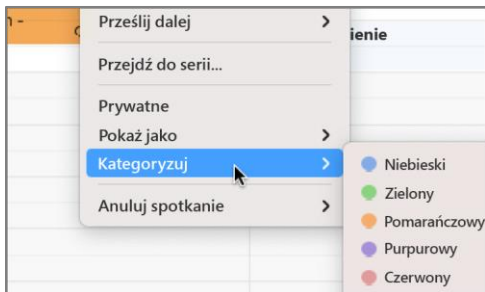 Prześlij dalej
ienie
Przejdź do serii...
Prywatne
Pokaż jako
Kategoryzuj
Anuluj spotkanie
Niebieski
Zielony
Pomarańczowy
Purpurowy
Czerwony